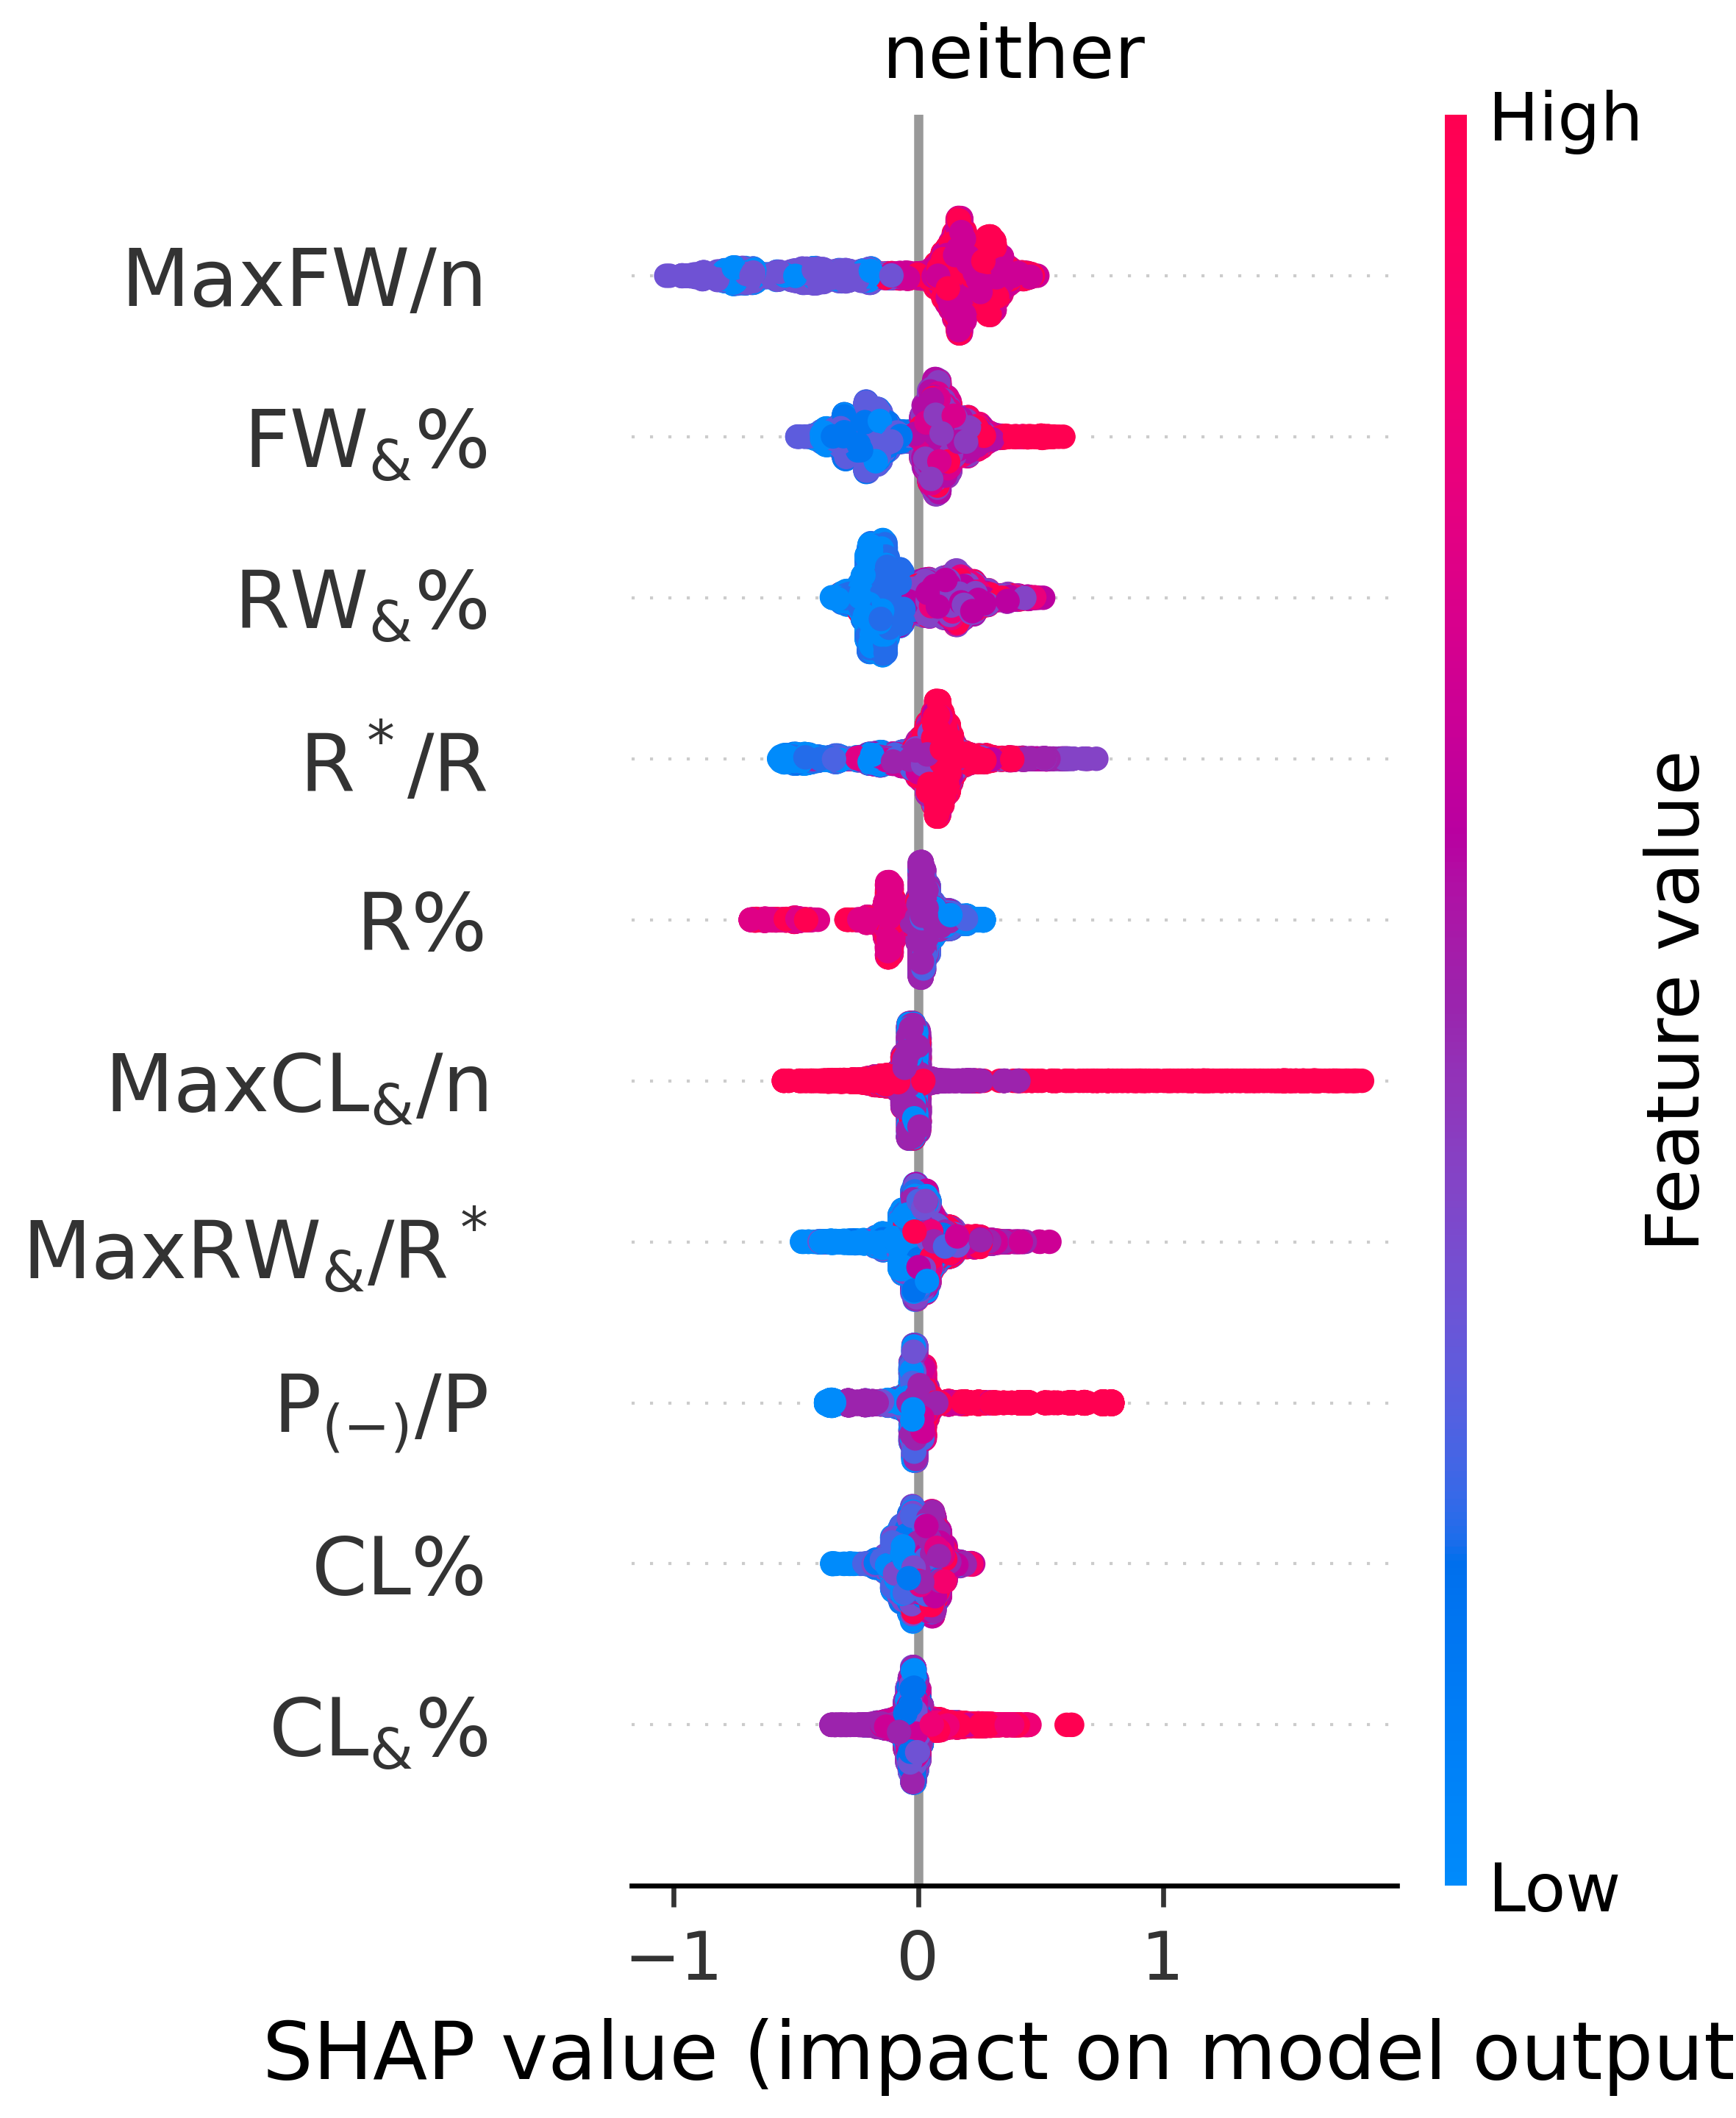 neither
High
MaxFW/n
FW&%
RW&%
R*/R
R%
MaxCL&/n
MaxRW&/R*
P(−)/P
CL%
CL&%
Feature value
Low
−1 0 1
SHAP value (impact on model output